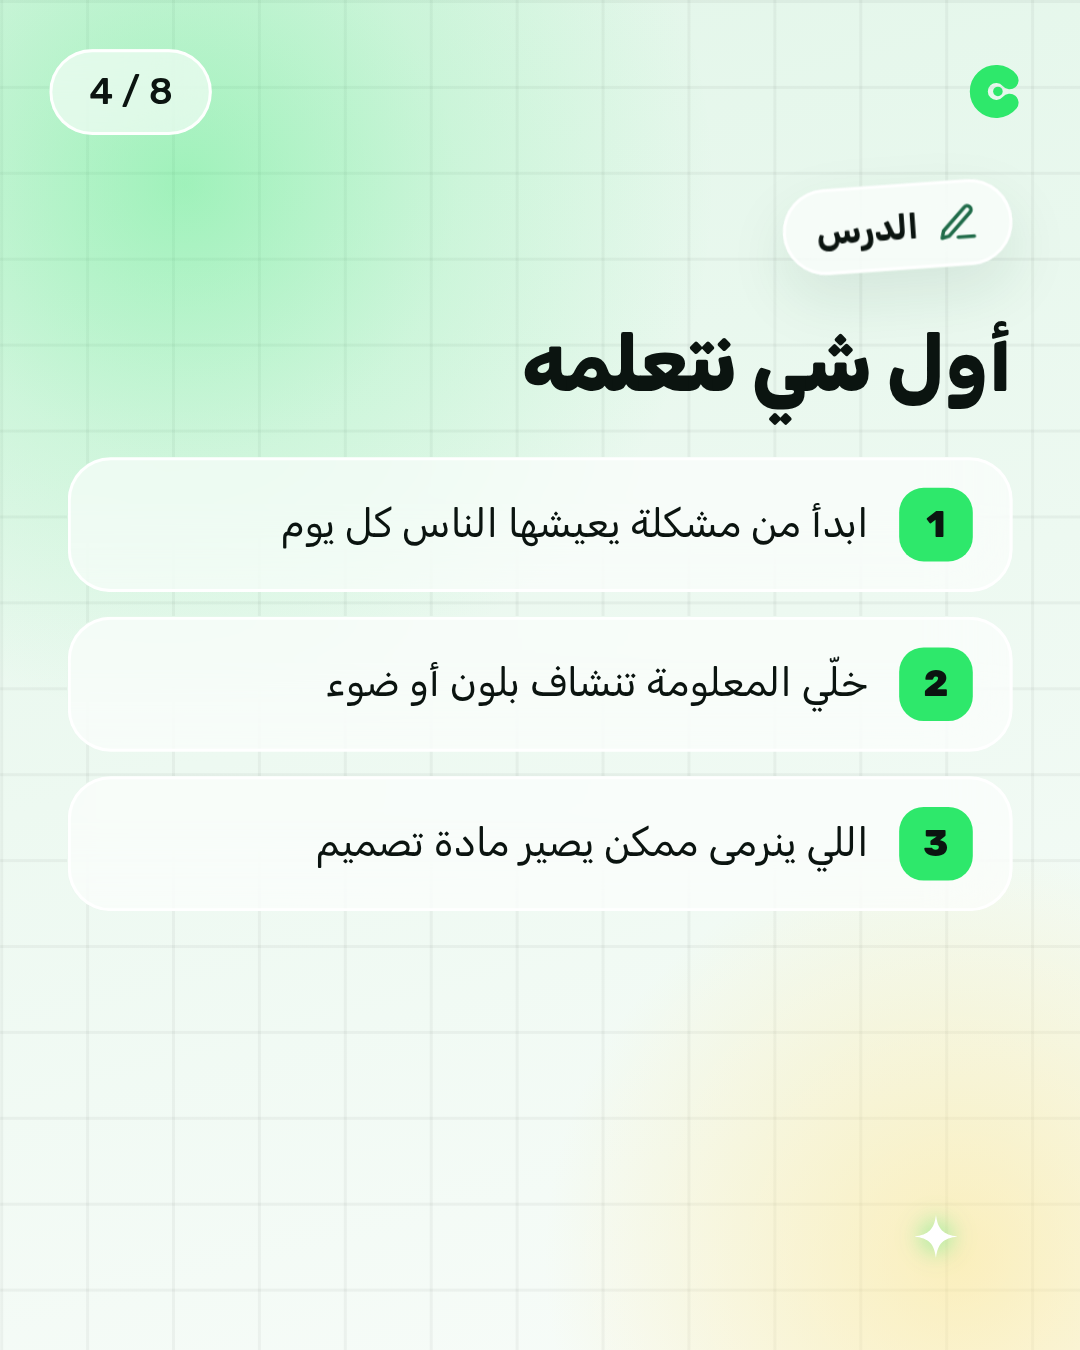 4 / 8
الدرس
أول شي نتعلمه
1 ابدأ من مشكلة يعيشها الناس كل يوم
2 خلّي المعلومة تنشاف بلون أو ضوء
3 اللي ينرمى ممكن يصير مادة تصميم